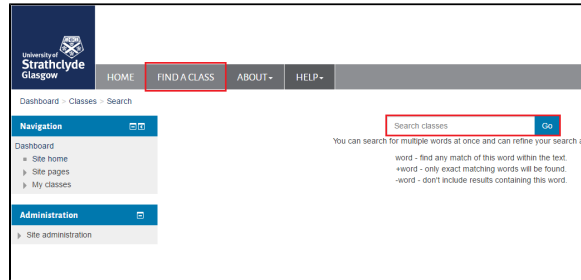 University of
Strathclyde
Glasgow
HOME FIND A CLASS ABOUT HELP
Dashboard > Classes > Search
Navigation
Dashboard
Site home
Site pages
My classes
Administration
Site administration
Search classes Go
You can search for multiple words at once and can refine your search a
word - find any match of this word within the text.
+word - only exact matching words will be found.
-word - don't include results containing this word.